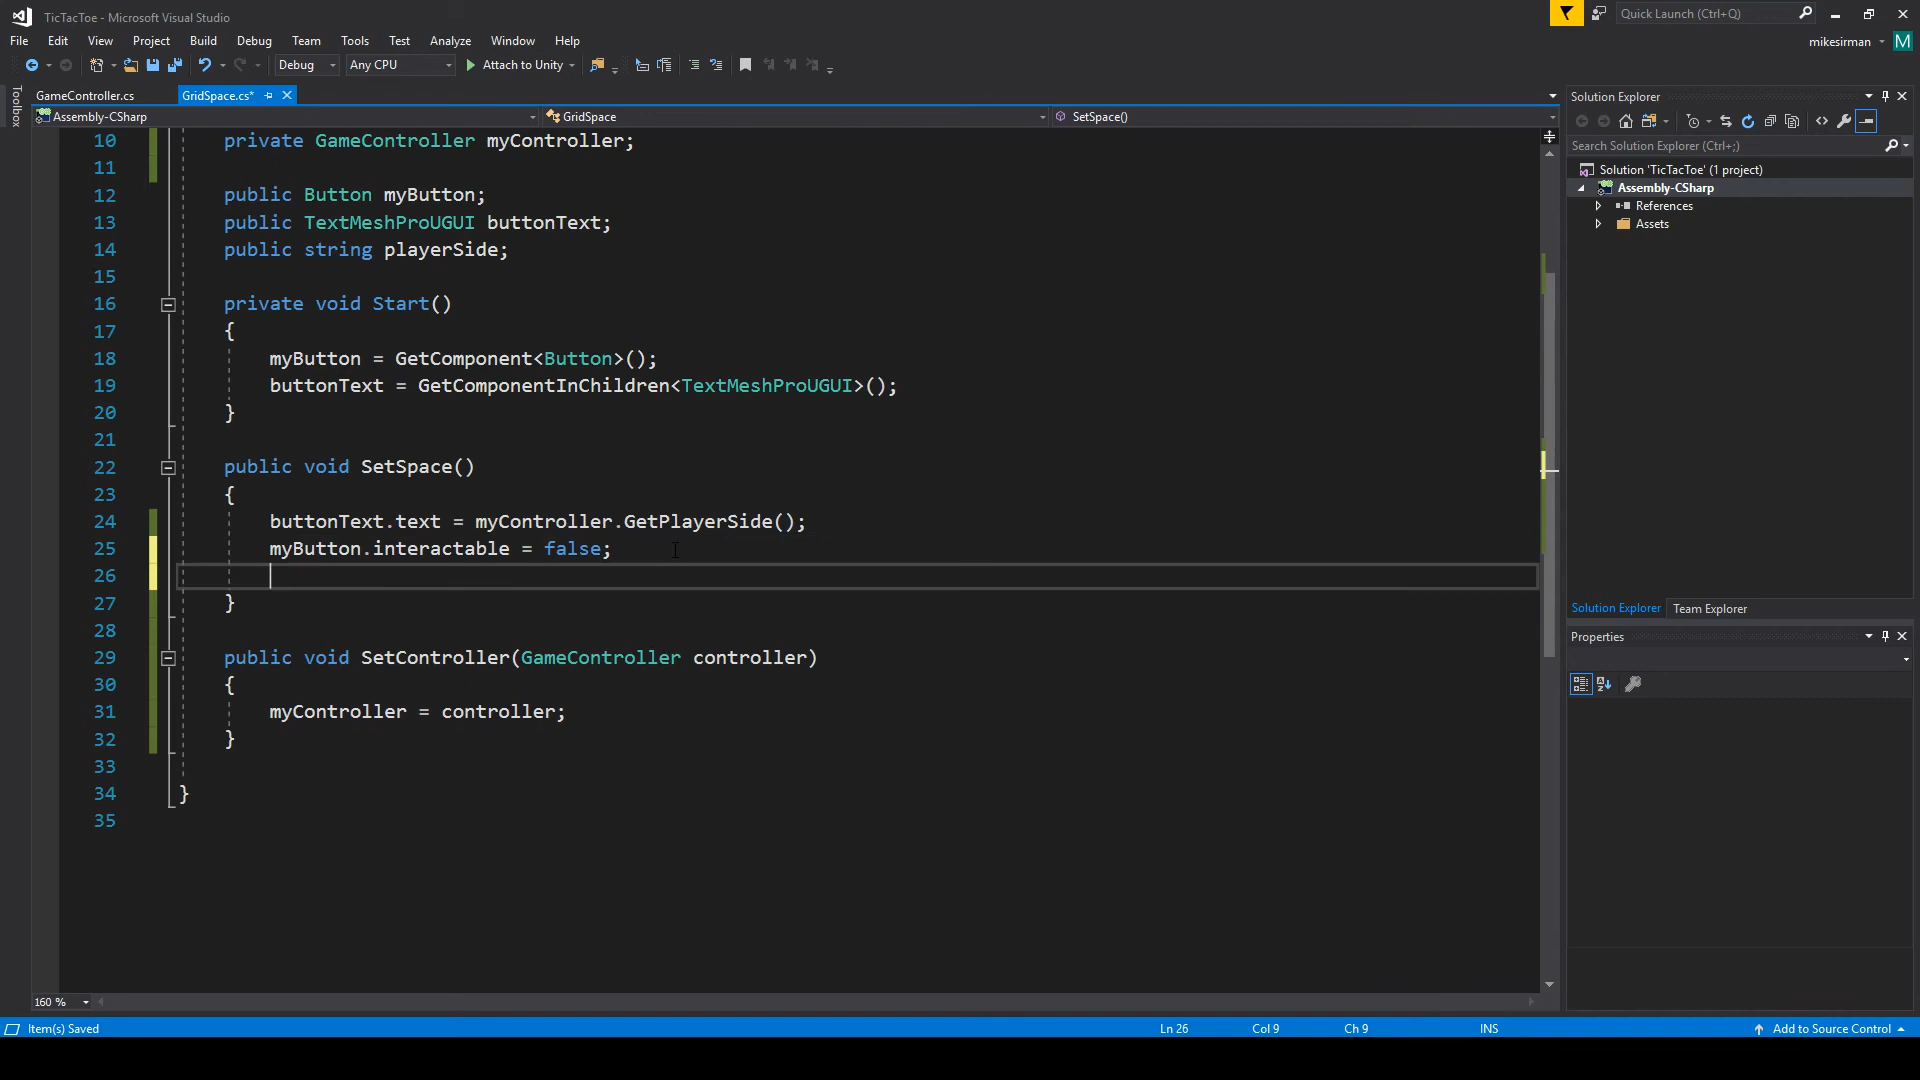 TicTacToe - Microsoft Visual Studio
Quick Launch (Ctrl+Q)
File Edit View Project Build Debug Team Tools Test Analyze Window Help
mikesirman M
Debug Any CPU Attach to Unity
Toolbox
GameController.cs GridSpace.cs*
Assembly-CSharp GridSpace SetSpace()
10 private GameController myController;
11
12 public Button myButton;
13 public TextMeshProUGUI buttonText;
14 public string playerSide;
15
16 private void Start()
17 {
18 myButton = GetComponent<Button>();
19 buttonText = GetComponentInChildren<TextMeshProUGUI>();
20 }
21
22 public void SetSpace()
23 {
24 buttonText.text = myController.GetPlayerSide();
25 myButton.interactable = false;
26
27 }
28
29 public void SetController(GameController controller)
30 {
31 myController = controller;
32 }
33
34 }
35
160 %
Solution Explorer
Search Solution Explorer (Ctrl+;)
Solution 'TicTacToe' (1 project)
Assembly-CSharp
References
Assets
Solution Explorer Team Explorer
Properties
Item(s) Saved Ln 26 Col 9 Ch 9 INS Add to Source Control